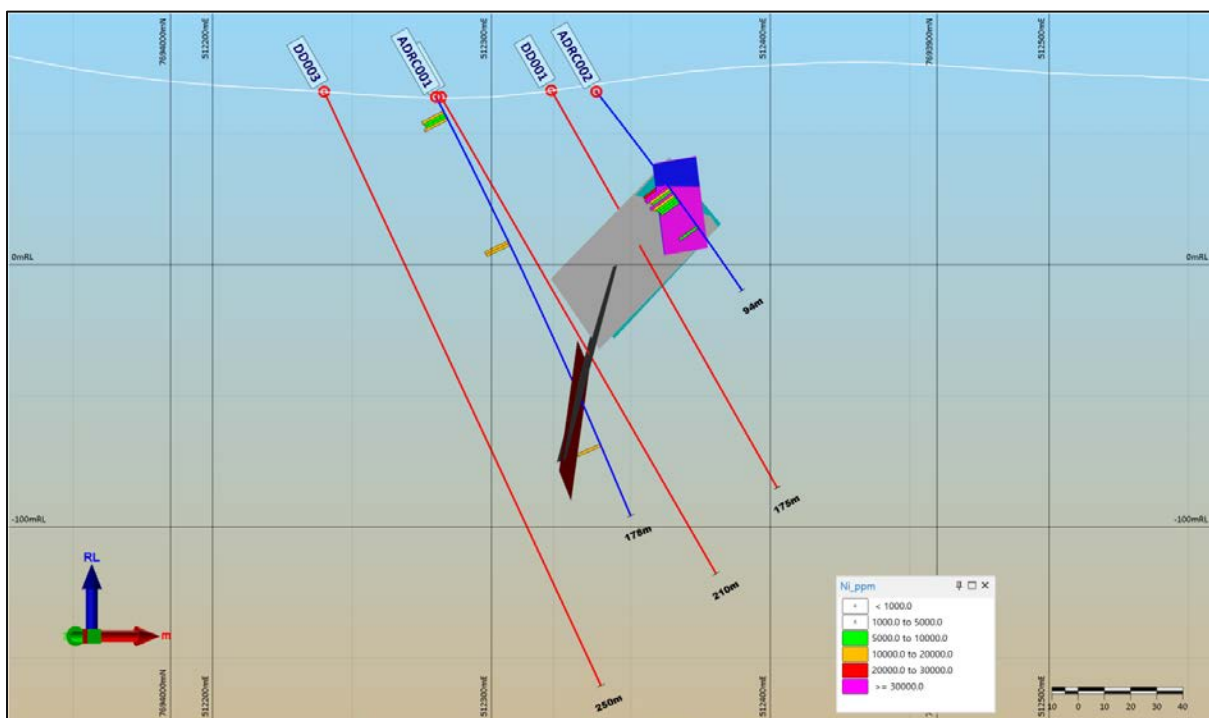 7694000mN
512200mE
512300mE
512400mE
7693900mN
512500mE
DD003
ADRC001
DD001
ADRC002
0mRL
0mRL
94m
175m
-100mRL
-100mRL
178m
210m
250m
RL
Ni_ppm
< 1000.0
1000.0 to 5000.0
5000.0 to 10000.0
10000.0 to 20000.0
20000.0 to 30000.0
>= 30000.0
7694000mN
512200mE
512300mE
512400mE
7693900mN
512500mE
10 0 10 20 30 40